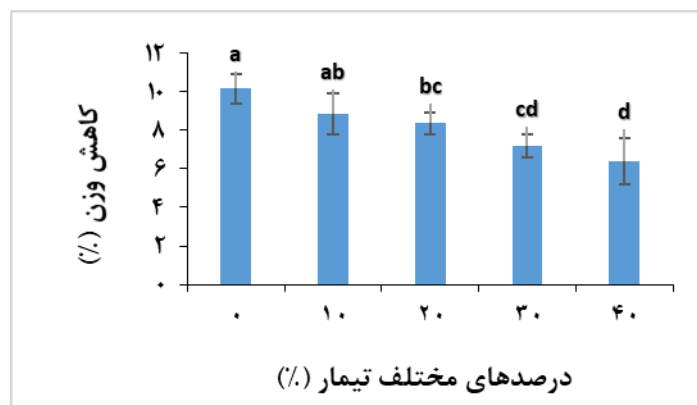 کاهش وزن (٪)
۱۲
۱۰
۸
۶
۴
۲
۰
a
ab
bc
cd
d
۰ ۱۰ ۲۰ ۳۰ ۴۰
درصدهای مختلف تیمار (٪)